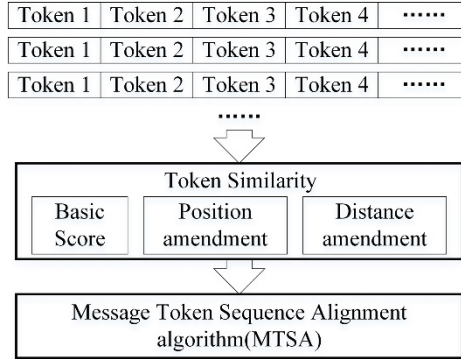 Token 1 Token 2 Token 3 Token 4 ······
Token 1 Token 2 Token 3 Token 4 ······
Token 1 Token 2 Token 3 Token 4 ······
······
Token Similarity
Basic Position Distance
Score amendment amendment
Message Token Sequence Alignment
algorithm(MTSA)